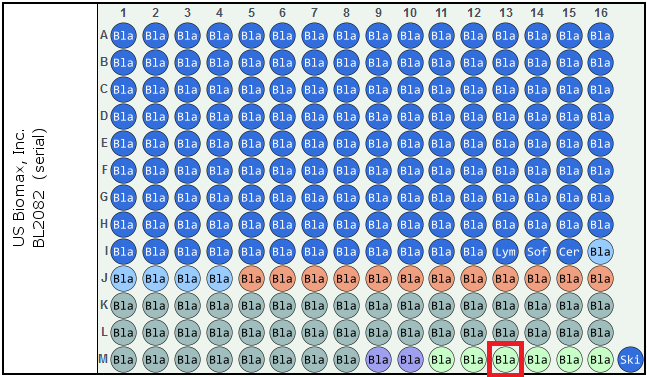 US Biomax, Inc.
BL2082 (serial)
1 2 3 4 5 6 7 8 9 10 11 12 13 14 15 16
A Bla Bla Bla Bla Bla Bla Bla Bla Bla Bla Bla Bla Bla Bla Bla Bla
B Bla Bla Bla Bla Bla Bla Bla Bla Bla Bla Bla Bla Bla Bla Bla Bla
C Bla Bla Bla Bla Bla Bla Bla Bla Bla Bla Bla Bla Bla Bla Bla Bla
D Bla Bla Bla Bla Bla Bla Bla Bla Bla Bla Bla Bla Bla Bla Bla Bla
E Bla Bla Bla Bla Bla Bla Bla Bla Bla Bla Bla Bla Bla Bla Bla Bla
F Bla Bla Bla Bla Bla Bla Bla Bla Bla Bla Bla Bla Bla Bla Bla Bla
G Bla Bla Bla Bla Bla Bla Bla Bla Bla Bla Bla Bla Bla Bla Bla Bla
H Bla Bla Bla Bla Bla Bla Bla Bla Bla Bla Bla Bla Bla Bla Bla Bla
I Bla Bla Bla Bla Bla Bla Bla Bla Bla Bla Bla Bla Lym Sof Cer Bla
J Bla Bla Bla Bla Bla Bla Bla Bla Bla Bla Bla Bla Bla Bla Bla Bla
K Bla Bla Bla Bla Bla Bla Bla Bla Bla Bla Bla Bla Bla Bla Bla Bla
L Bla Bla Bla Bla Bla Bla Bla Bla Bla Bla Bla Bla Bla Bla Bla Bla
M Bla Bla Bla Bla Bla Bla Bla Bla Bla Bla Bla Bla Bla Bla Bla Bla Ski